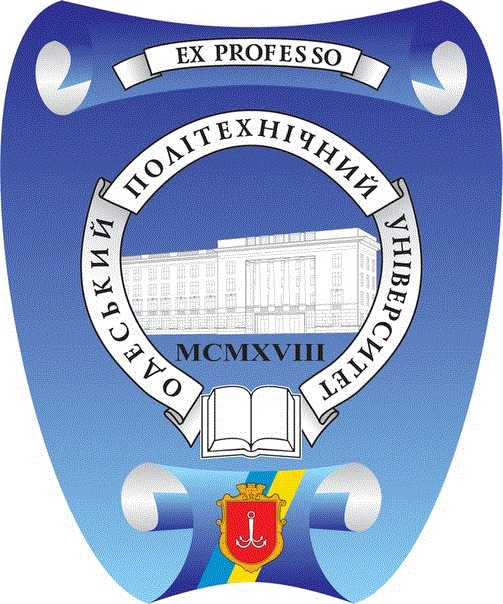 EX PROFESSO
ОДЕСЬКИЙ ПОЛІТЕХНІЧНИЙ УНІВЕРСИТЕТ
MCMXVIII